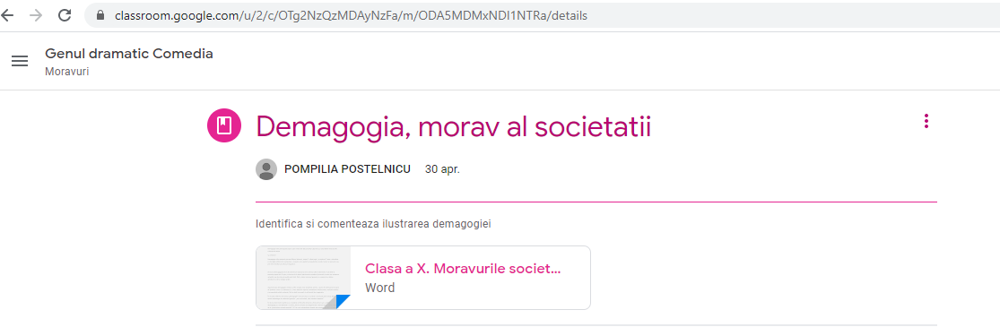 classroom.google.com/u/2/c/OTg2NzQzMDAyNzFa/m/ODA5MDMxNDI1NTRa/details
Genul dramatic Comedia
Moravuri
Demagogia, morav al societatii
POMPILIA POSTELNICU 30 apr.
Identifica si comenteaza ilustrarea demagogiei
Clasa a X. Moravurile societ...
Word